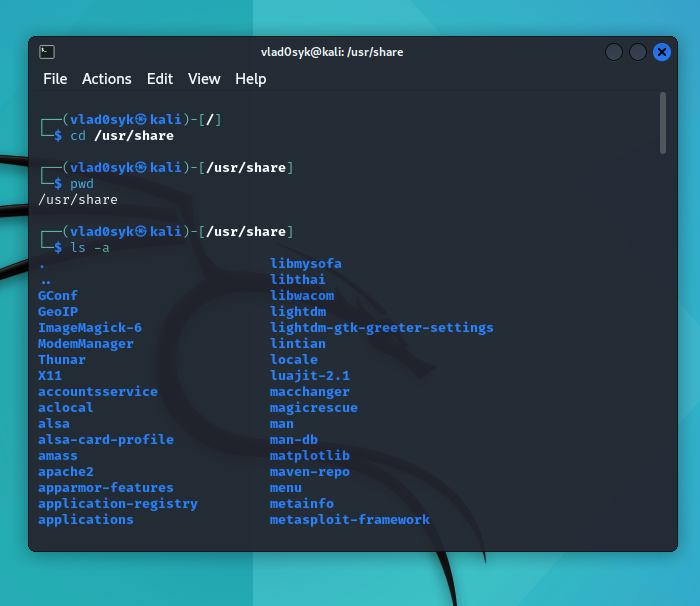 vlad0syk@kali: /usr/share
File Actions Edit View Help
┌──(vlad0syk㉿kali)-[/]
└─$ cd /usr/share
┌──(vlad0syk㉿kali)-[/usr/share]
└─$ pwd
/usr/share
┌──(vlad0syk㉿kali)-[/usr/share]
└─$ ls -a
. libmysofa
.. libthai
GConf libwacom
GeoIP lightdm
ImageMagick-6 lightdm-gtk-greeter-settings
ModemManager lintian
Thunar locale
X11 luajit-2.1
accountsservice macchanger
aclocal magicrescue
alsa man
alsa-card-profile man-db
amass matplotlib
apache2 maven-repo
apparmor-features menu
application-registry metainfo
applications metasploit-framework